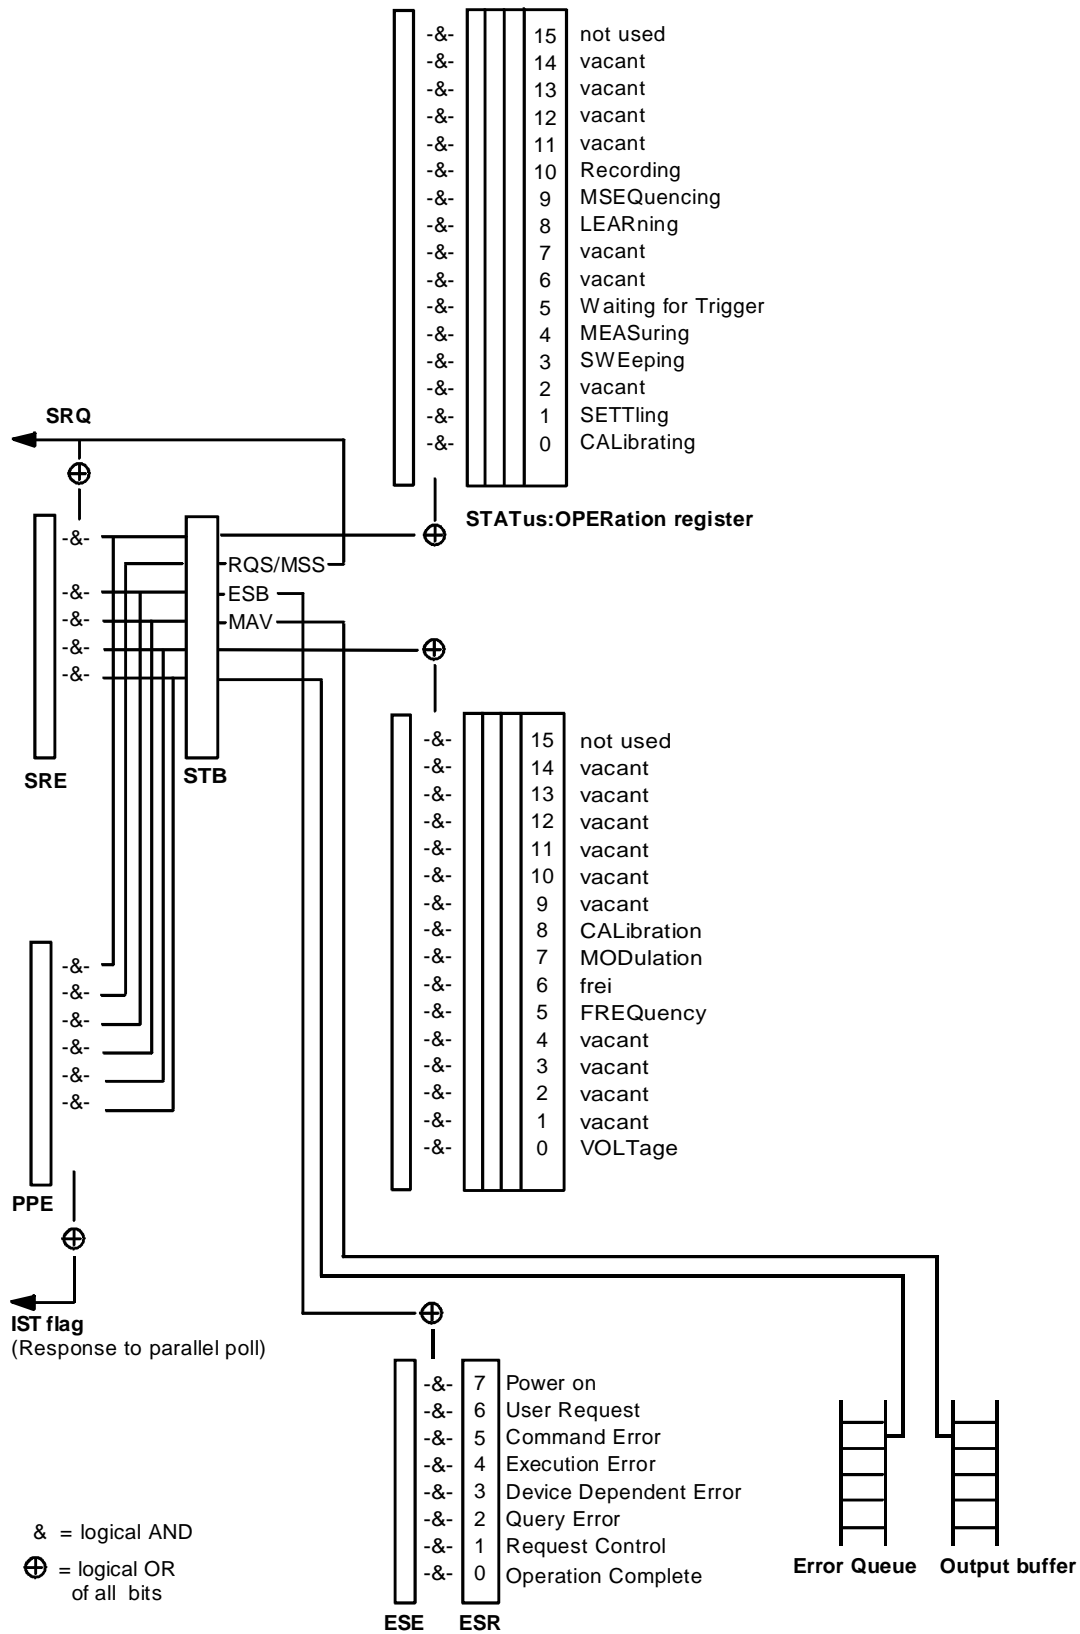 -&- 15 not used
-&- 14 vacant
-&- 13 vacant
-&- 12 vacant
-&- 11 vacant
-&- 10 Recording
-&- 9 MSEQuencing
-&- 8 LEARning
-&- 7 vacant
-&- 6 vacant
-&- 5 Waiting for Trigger
-&- 4 MEASuring
-&- 3 SWEeping
-&- 2 vacant
-&- 1 SETTling
-&- 0 CALibrating
STATus:OPERation register
SRQ
-&-
RQS/MSS
-&- ESB
-&- MAV
-&-
-&-
SRE
STB
-&- 15 not used
-&- 14 vacant
-&- 13 vacant
-&- 12 vacant
-&- 11 vacant
-&- 10 vacant
-&- 9 vacant
-&- 8 CALibration
-&- 7 MODulation
-&- 6 frei
-&- 5 FREQuency
-&- 4 vacant
-&- 3 vacant
-&- 2 vacant
-&- 1 vacant
-&- 0 VOLTage
-&-
-&-
-&-
-&-
-&-
-&-
PPE
IST flag
(Response to parallel poll)
-&- 7 Power on
-&- 6 User Request
-&- 5 Command Error
-&- 4 Execution Error
-&- 3 Device Dependent Error
-&- 2 Query Error
-&- 1 Request Control
-&- 0 Operation Complete
ESE ESR
Error Queue Output buffer
& = logical AND
⊕ = logical OR
of all bits